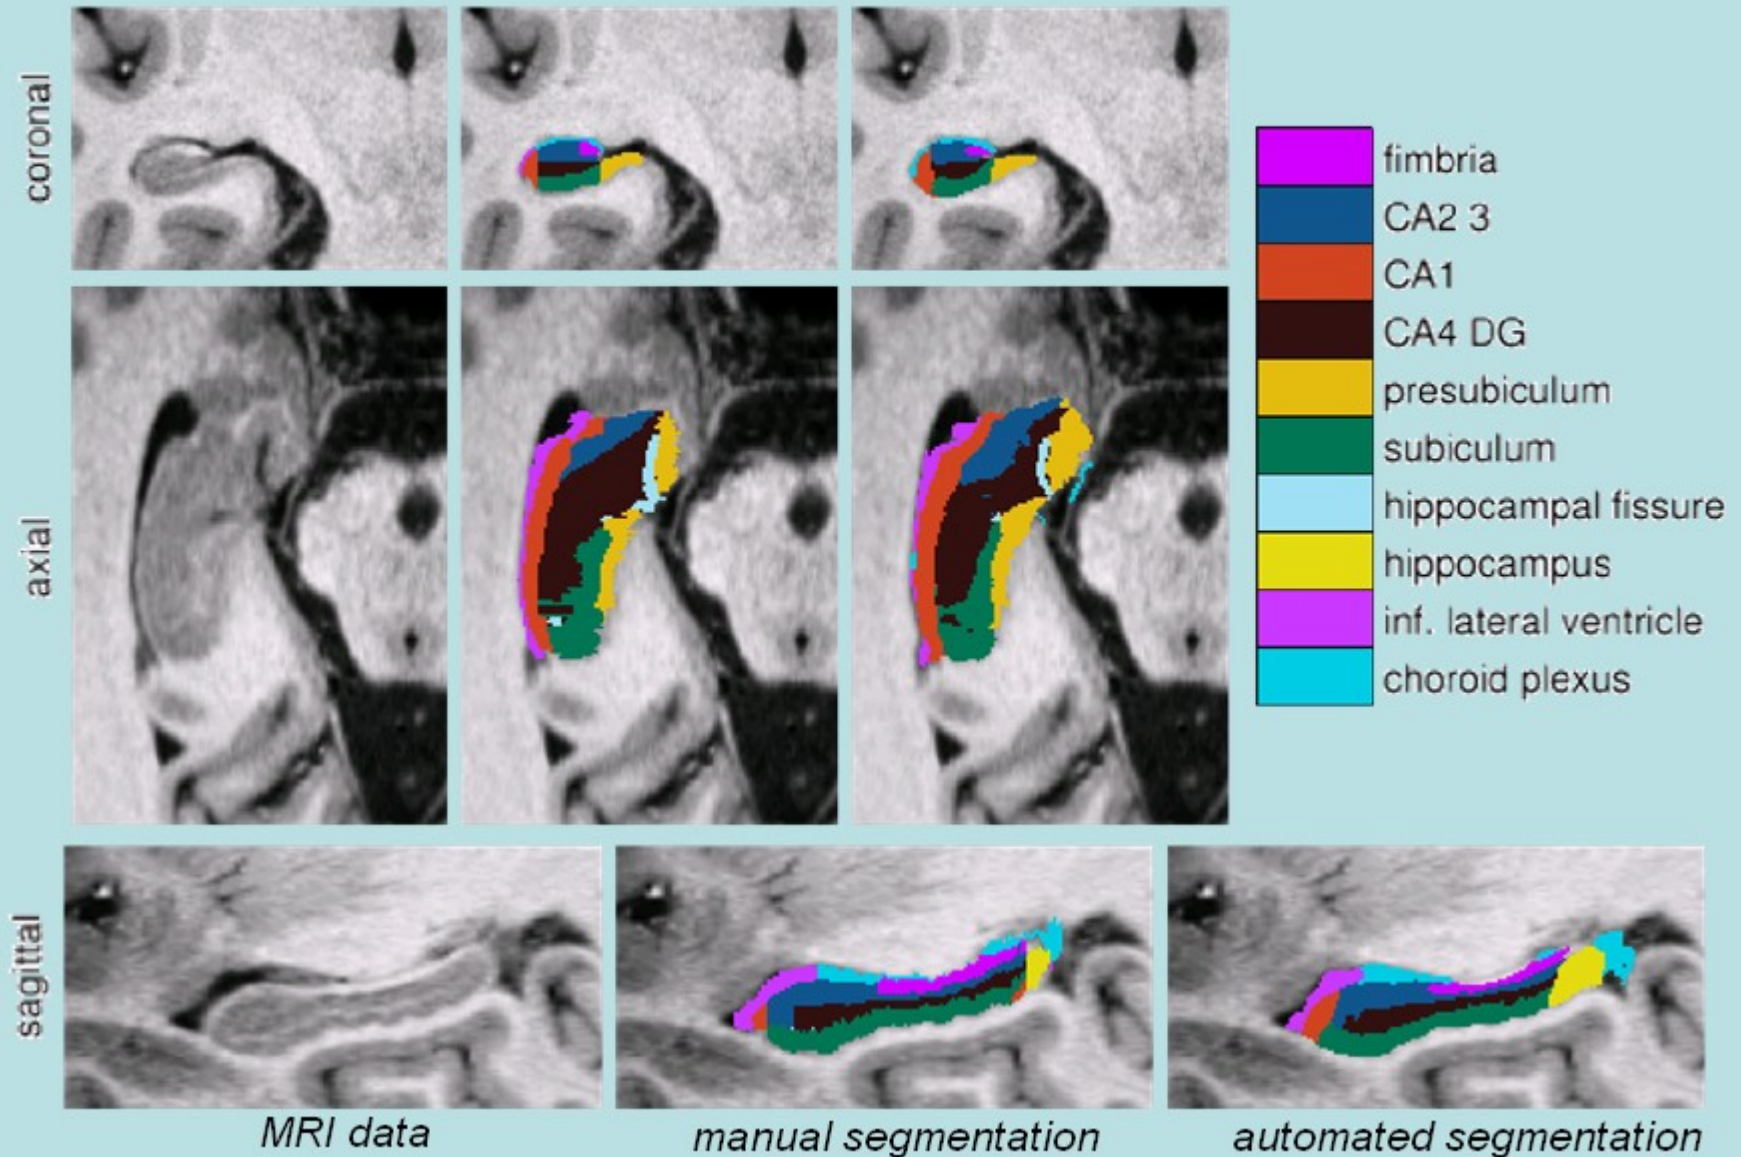 coronal
axial
sagittal
fimbria
CA2 3
CA1
CA4 DG
presubiculum
subiculum
hippocampal fissure
hippocampus
inf. lateral ventricle
choroid plexus
MRI data
manual segmentation
automated segmentation